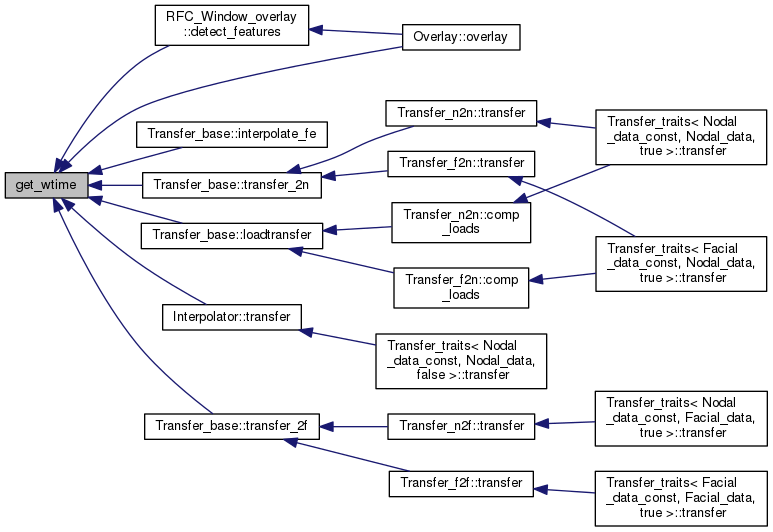 RFC_Window_overlay
::detect_features
Overlay::overlay
Transfer_base::interpolate_fe
Transfer_n2n::transfer
Transfer_traits< Nodal
_data_const, Nodal_data,
true >::transfer
get_wtime
Transfer_base::transfer_2n
Transfer_f2n::transfer
Transfer_base::loadtransfer
Transfer_n2n::comp
_loads
Transfer_traits< Facial
_data_const, Nodal_data,
true >::transfer
Transfer_f2n::comp
_loads
Interpolator::transfer
Transfer_traits< Nodal
_data_const, Nodal_data,
false >::transfer
Transfer_base::transfer_2f
Transfer_n2f::transfer
Transfer_traits< Nodal
_data_const, Facial_data,
true >::transfer
Transfer_f2f::transfer
Transfer_traits< Facial
_data_const, Facial_data,
true >::transfer